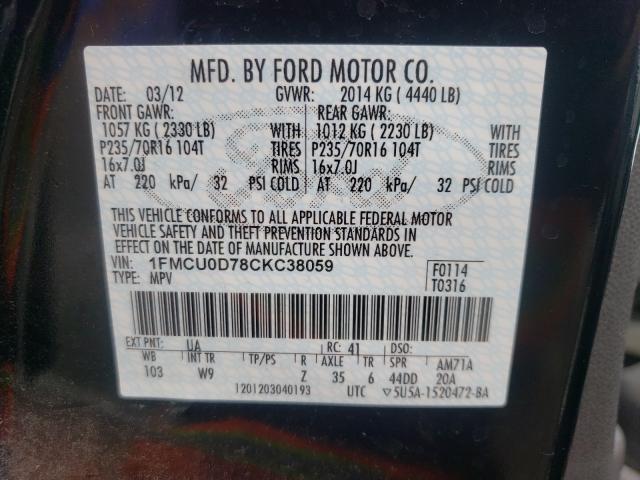 MFD. BY FORD MOTOR CO.
DATE: 03/12 GVWR: 2014 KG ( 4440 LB)
FRONT GAWR: REAR GAWR:
1057 KG ( 2330 LB) WITH 1012 KG ( 2230 LB) WITH
P235/70R16 104T TIRES P235/70R16 104T TIRES
16x7.0J RIMS 16x7.0J RIMS
AT 220 kPa/ 32 PSI COLD AT 220 kPa/ 32 PSI COLD
THIS VEHICLE CONFORMS TO ALL APPLICABLE FEDERAL MOTOR
VEHICLE SAFETY AND THEFT PREVENTION STANDARDS IN
EFFECT ON THE DATE OF MANUFACTURE SHOWN ABOVE.
VIN: 1FMCU0D78CKC38059 F0114
TYPE: MPV T0316
EXT PNT: UA RC: 41 DSO:
WB INT TR TP/PS R AXLE TR SPR AM71A
103 W9 Z 35 6 44DD 20A
1201203040193 UTC ▽5U5A-1520472-BA